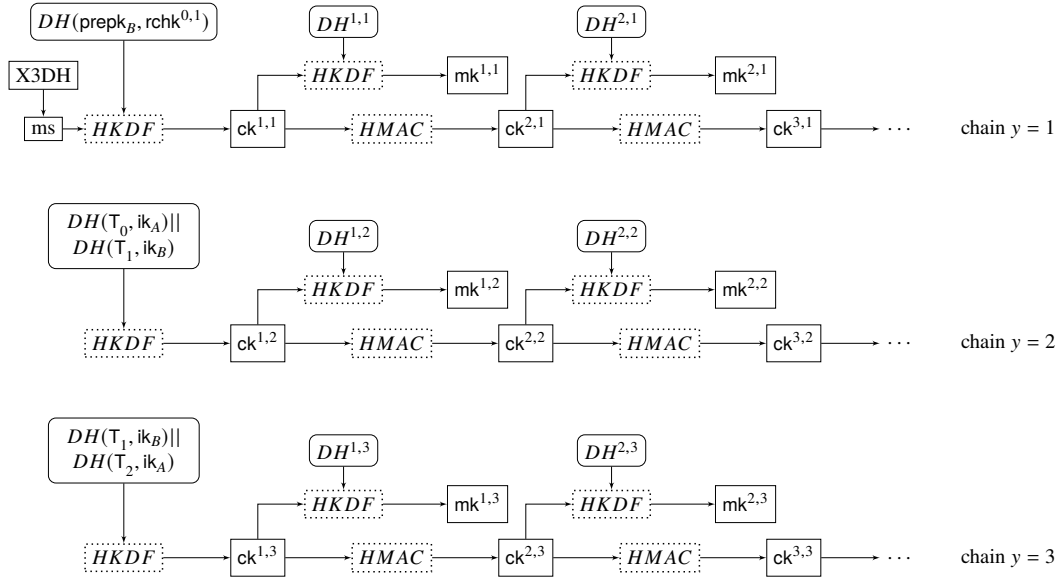 DH(prepk_B, rchk^{0,1})
DH^{1,1}
DH^{2,1}
X3DH
HKDF
mk^{1,1}
HKDF
mk^{2,1}
ms
HKDF
ck^{1,1}
HMAC
ck^{2,1}
HMAC
ck^{3,1}
⋯
chain y = 1
DH(T_0, ik_A)||
DH(T_1, ik_B)
DH^{1,2}
DH^{2,2}
HKDF
mk^{1,2}
HKDF
mk^{2,2}
HKDF
ck^{1,2}
HMAC
ck^{2,2}
HMAC
ck^{3,2}
⋯
chain y = 2
DH(T_1, ik_B)||
DH(T_2, ik_A)
DH^{1,3}
DH^{2,3}
HKDF
mk^{1,3}
HKDF
mk^{2,3}
HKDF
ck^{1,3}
HMAC
ck^{2,3}
HMAC
ck^{3,3}
⋯
chain y = 3